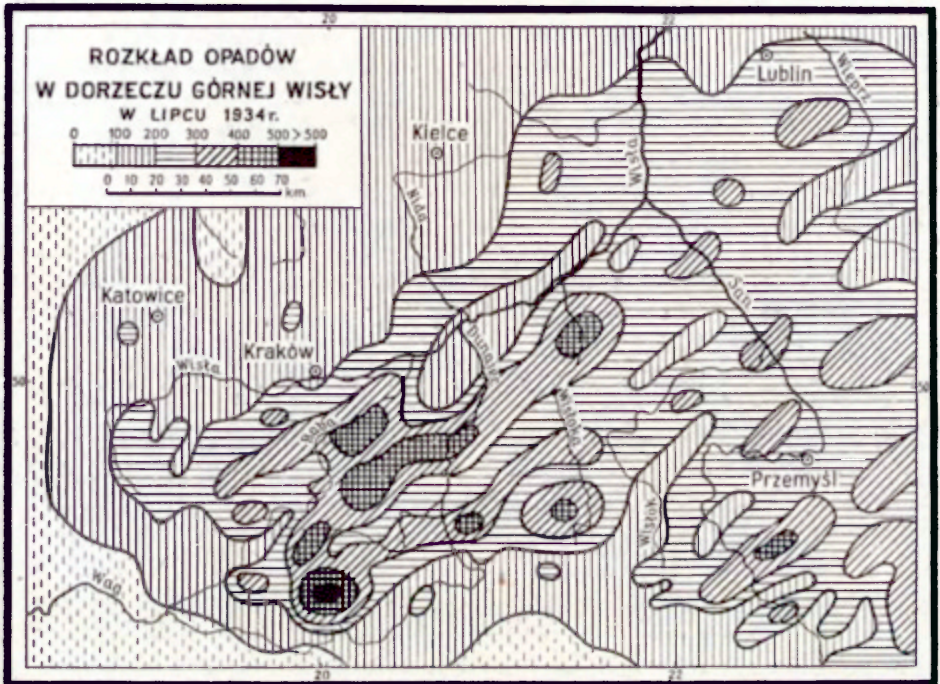 20 22
ROZKŁAD OPADÓW
W DORZECZU GÓRNEJ WISŁY
W LIPCU 1934r.
0 100 200 300 400 500 >500
0 10 20 30 40 50 60 70 km
Lublin
Wieprz
Kielce
Wisła
Nida
San
Katowice
Kraków
Dunajec
Wisła
50 50
Wisłoka
Raba
Przemyśl
Wisłok
Wag
20 22